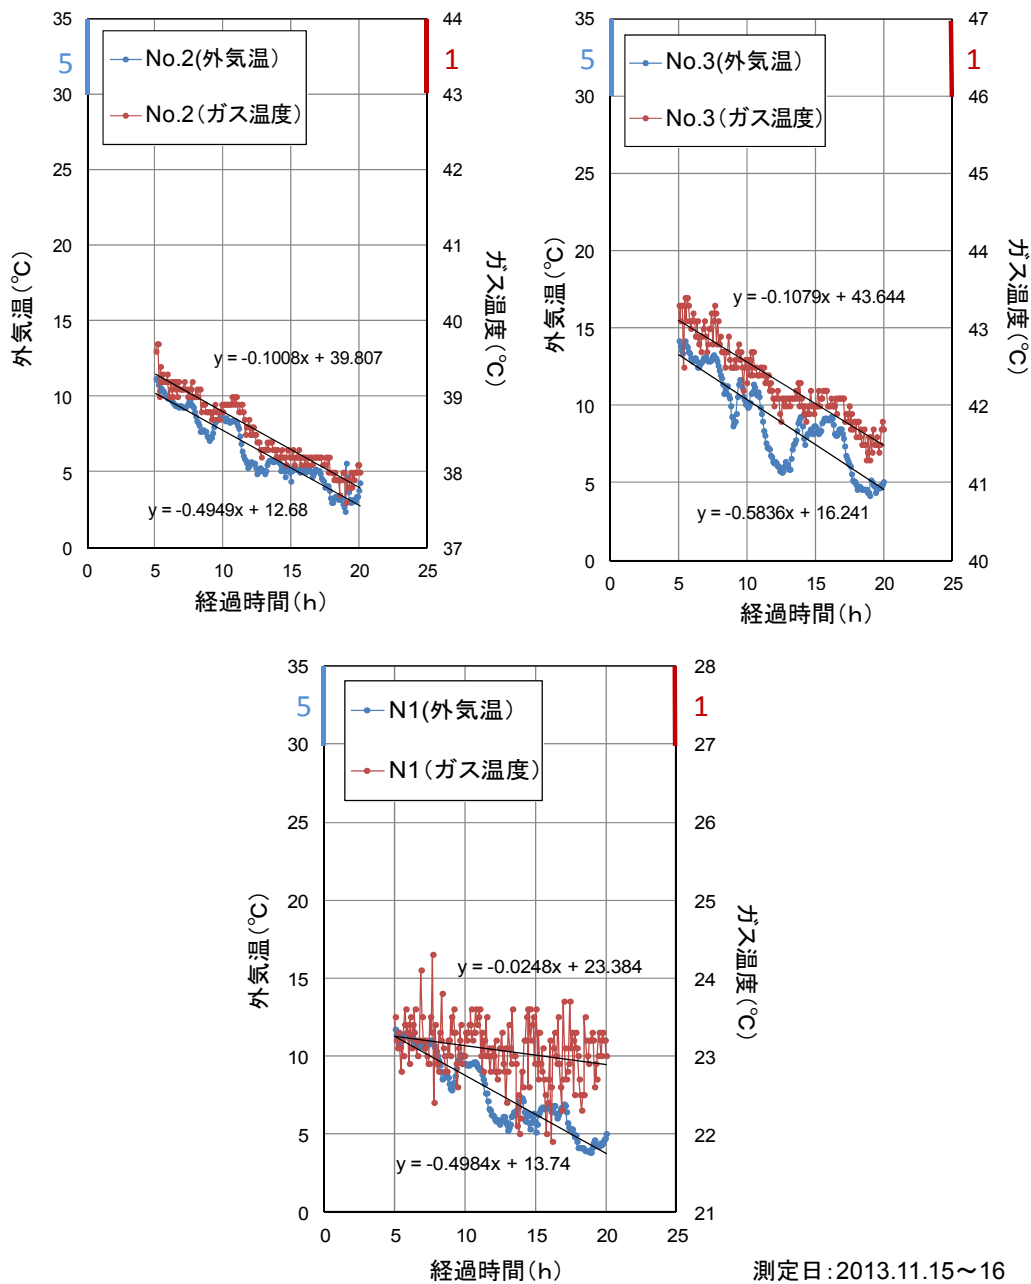 35
30
25
20
15
10
5
0
5
No.2(外気温)
No.2(ガス温度)
1
44
43
42
41
40
39
38
37
外気温(℃)
ガス温度(℃)
y = -0.1008x + 39.807
y = -0.4949x + 12.68
0 5 10 15 20 25
経過時間(h)
35
30
25
20
15
10
5
0
5
No.3(外気温)
No.3(ガス温度)
1
47
46
45
44
43
42
41
40
外気温(℃)
ガス温度(℃)
y = -0.1079x + 43.644
y = -0.5836x + 16.241
0 5 10 15 20 25
経過時間(h)
35
30
25
20
15
10
5
0
5
N1(外気温)
N1(ガス温度)
1
28
27
26
25
24
23
22
21
外気温(℃)
ガス温度(℃)
y = -0.0248x + 23.384
y = -0.4984x + 13.74
0 5 10 15 20 25
経過時間(h)
測定日:2013.11.15～16